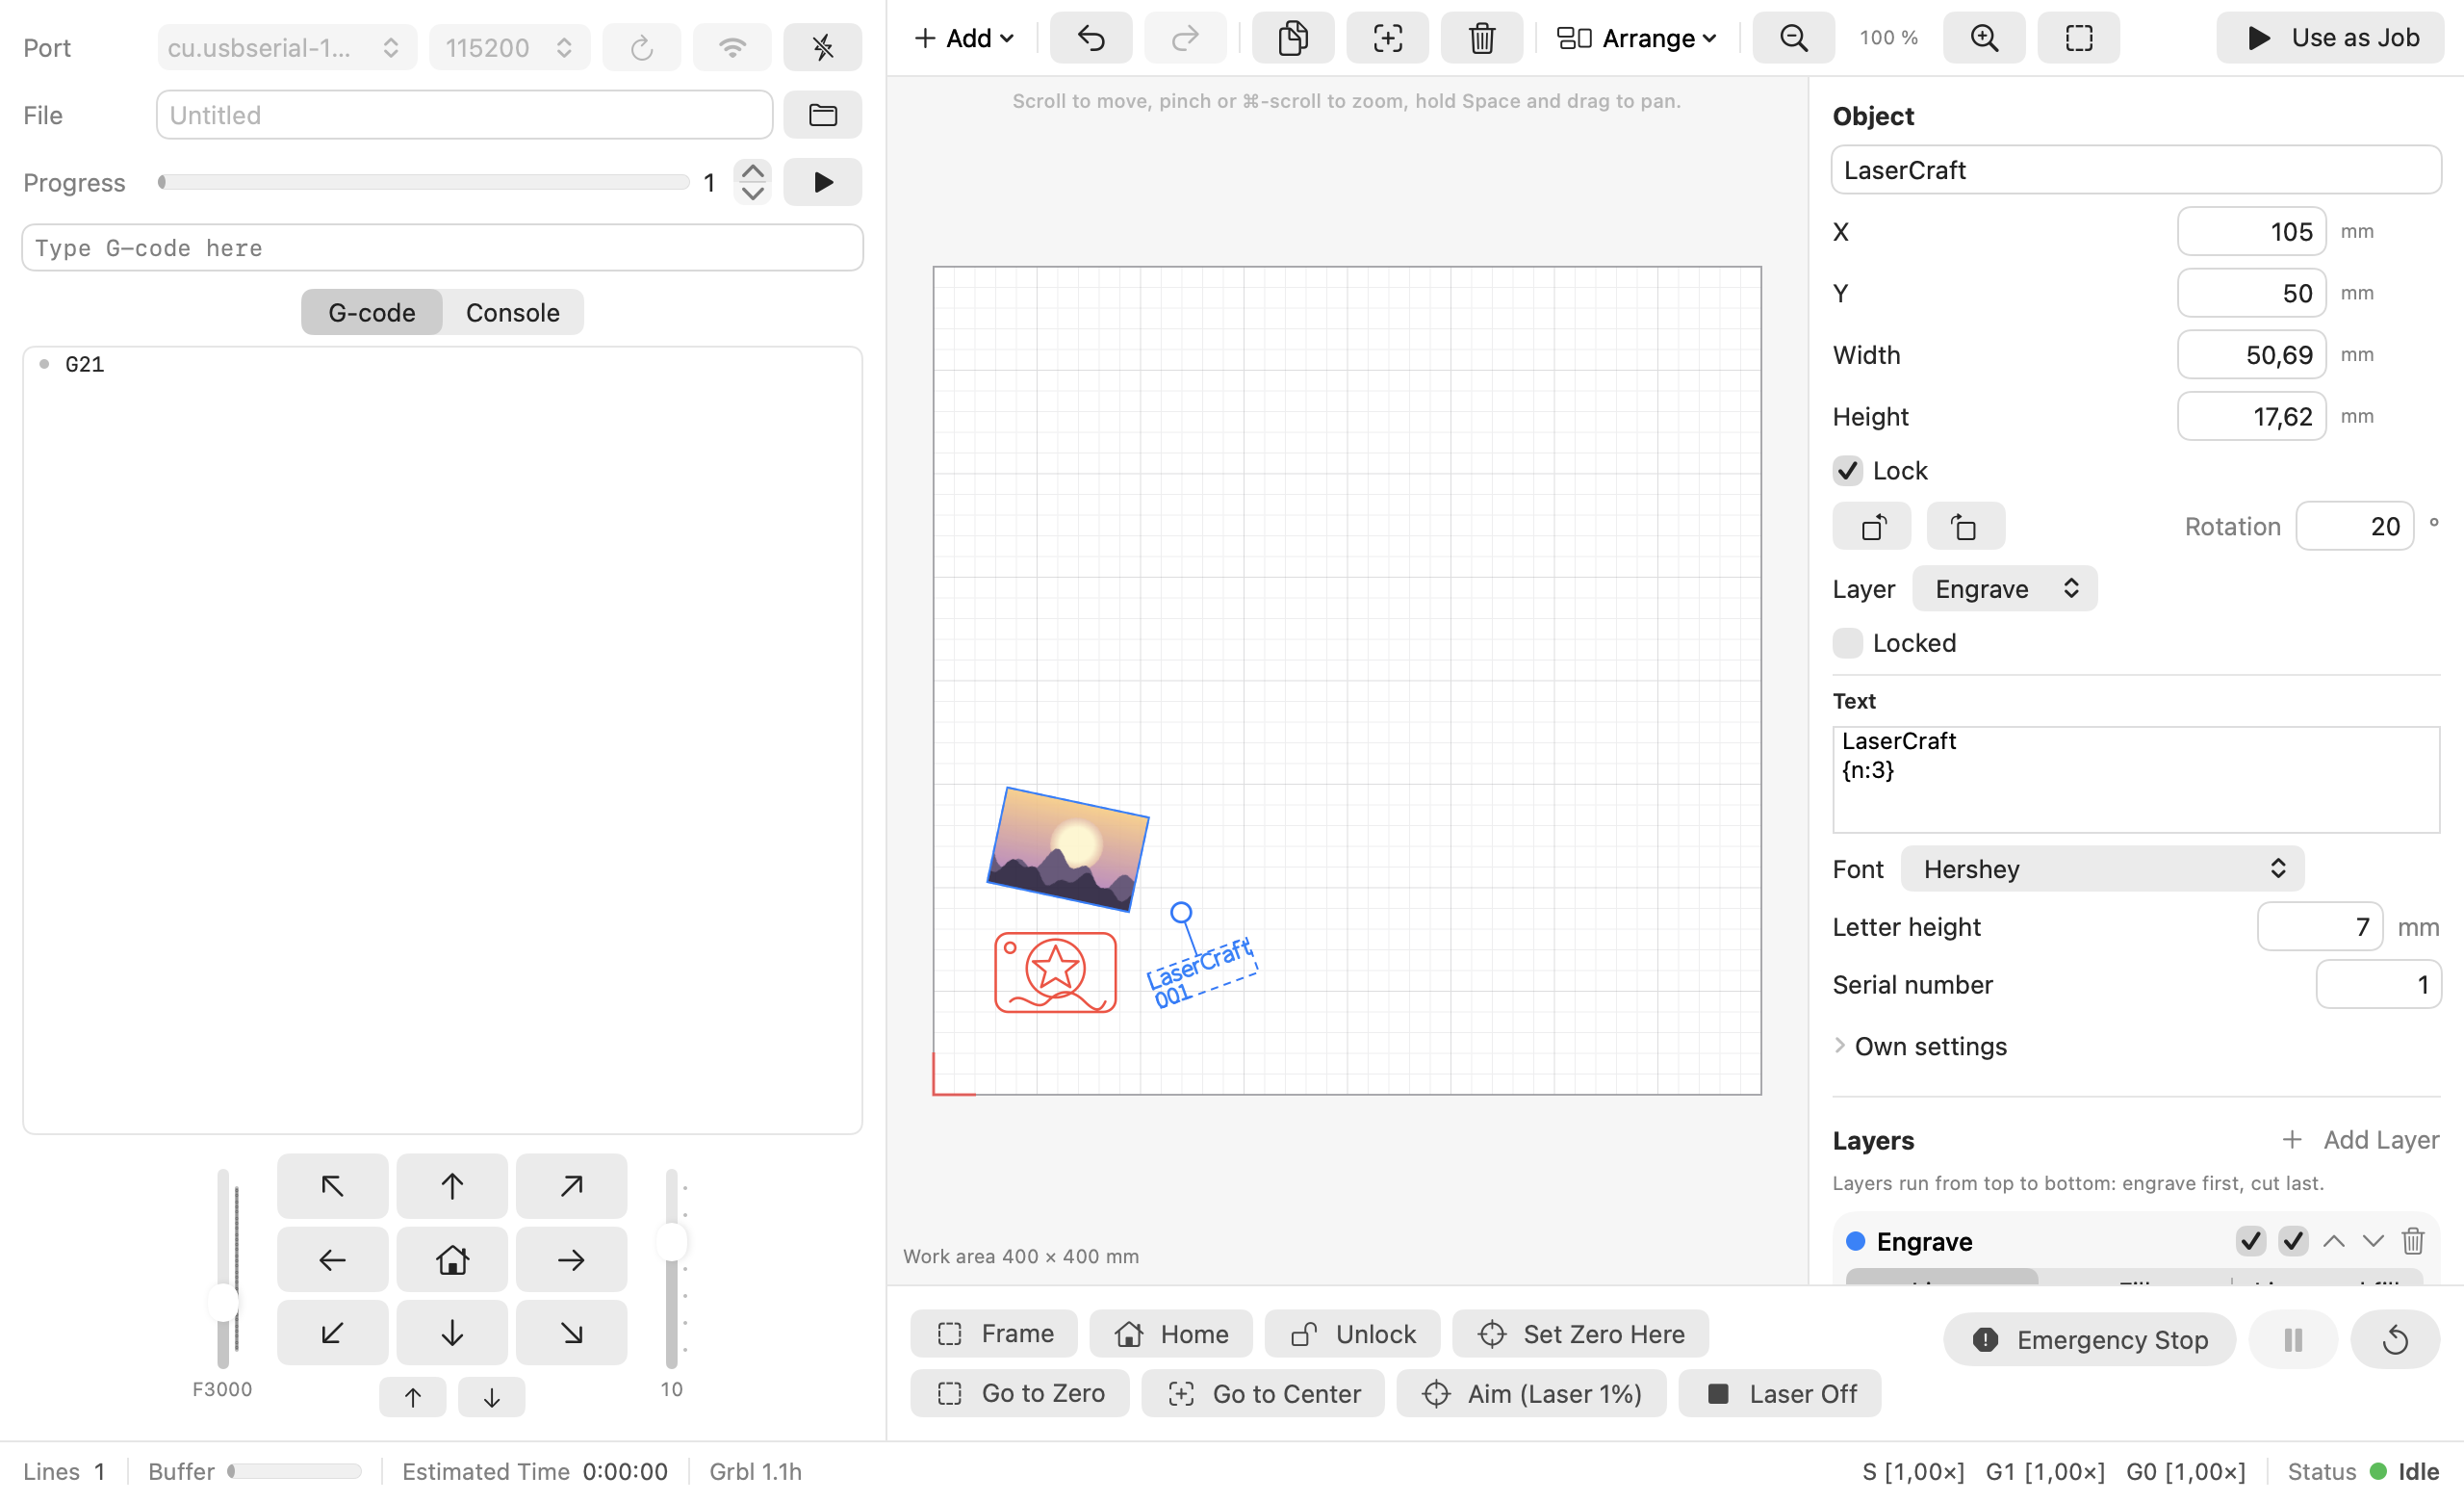 Port
cu.usbserial-1...
115200
File
Untitled
Progress
1
Type G-code here
G-code
Console
G21
F3000
10
Lines 1
Buffer
Estimated Time 0:00:00
Grbl 1.1h
Add
Arrange
100 %
Use as Job
Scroll to move, pinch or ⌘-scroll to zoom, hold Space and drag to pan.
LaserCraft
001
Work area 400 × 400 mm
Frame
Home
Unlock
Set Zero Here
Go to Zero
Go to Center
Aim (Laser 1%)
Laser Off
Emergency Stop
Object
LaserCraft
X 105 mm
Y 50 mm
Width 50,69 mm
Height 17,62 mm
Lock
Rotation 20 °
Layer Engrave
Locked
Text
LaserCraft
{n:3}
Font Hershey
Letter height 7 mm
Serial number 1
Own settings
Layers
Add Layer
Layers run from top to bottom: engrave first, cut last.
Engrave
S [1,00×] G1 [1,00×] G0 [1,00×]
Status Idle